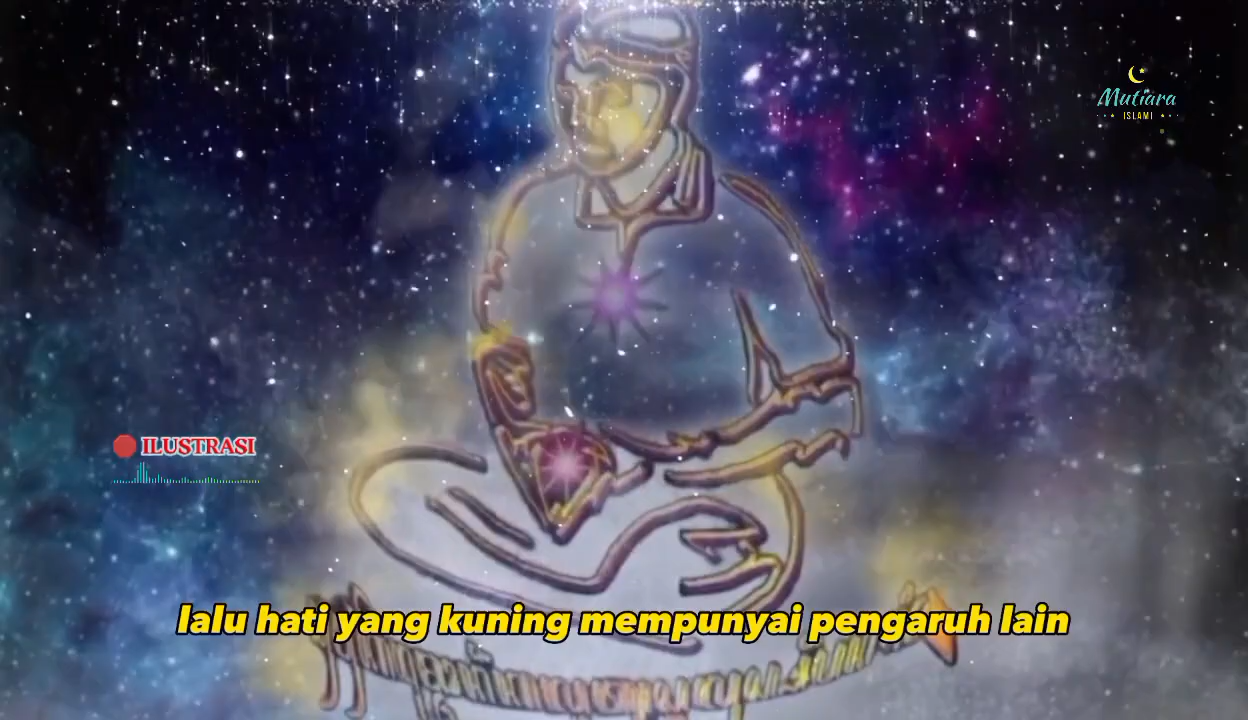 Mutiara
ISLAMI
ILUSTRASI
lalu hati yang kuning mempunyai pengaruh lain